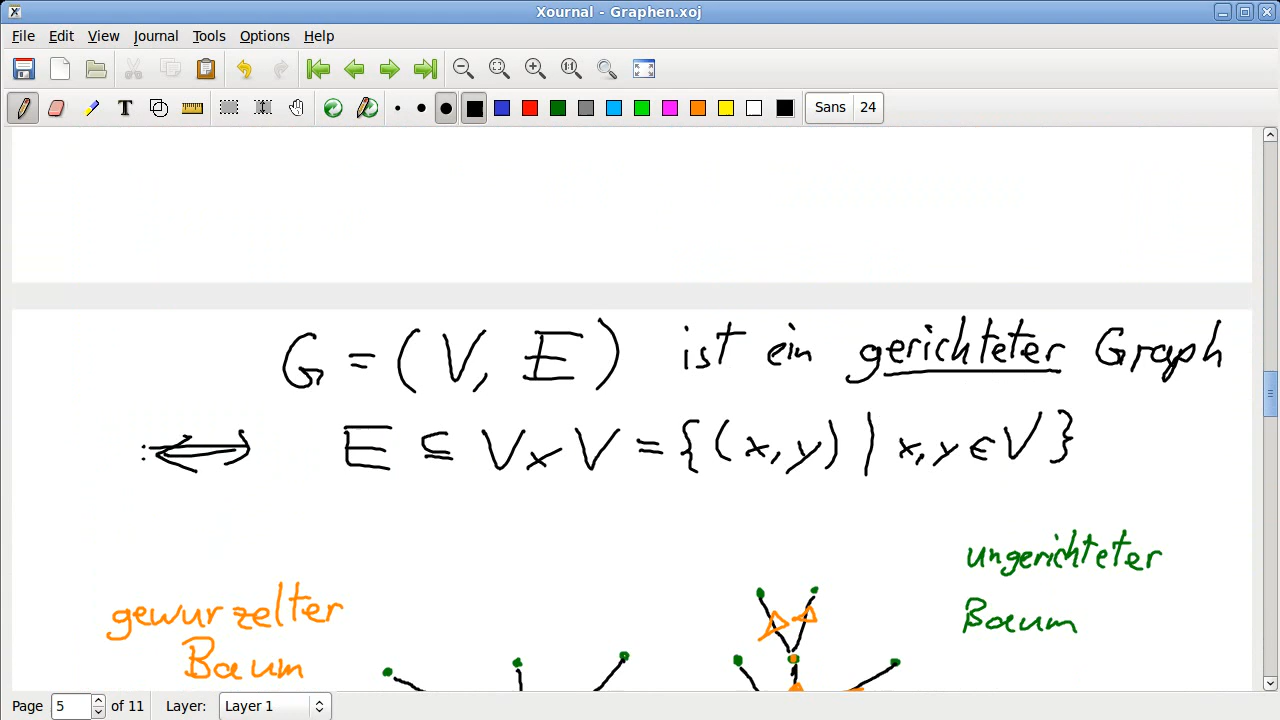 Xournal - Graphen.xoj
File Edit View Journal Tools Options Help
Sans 24
G = (V, E) ist ein gerichteter Graph
:⟺ E ⊆ V×V = {(x,y) | x,y ∈ V}
ungerichteter
Baum
gewurzelter
Baum
Page 5 of 11 Layer: Layer 1